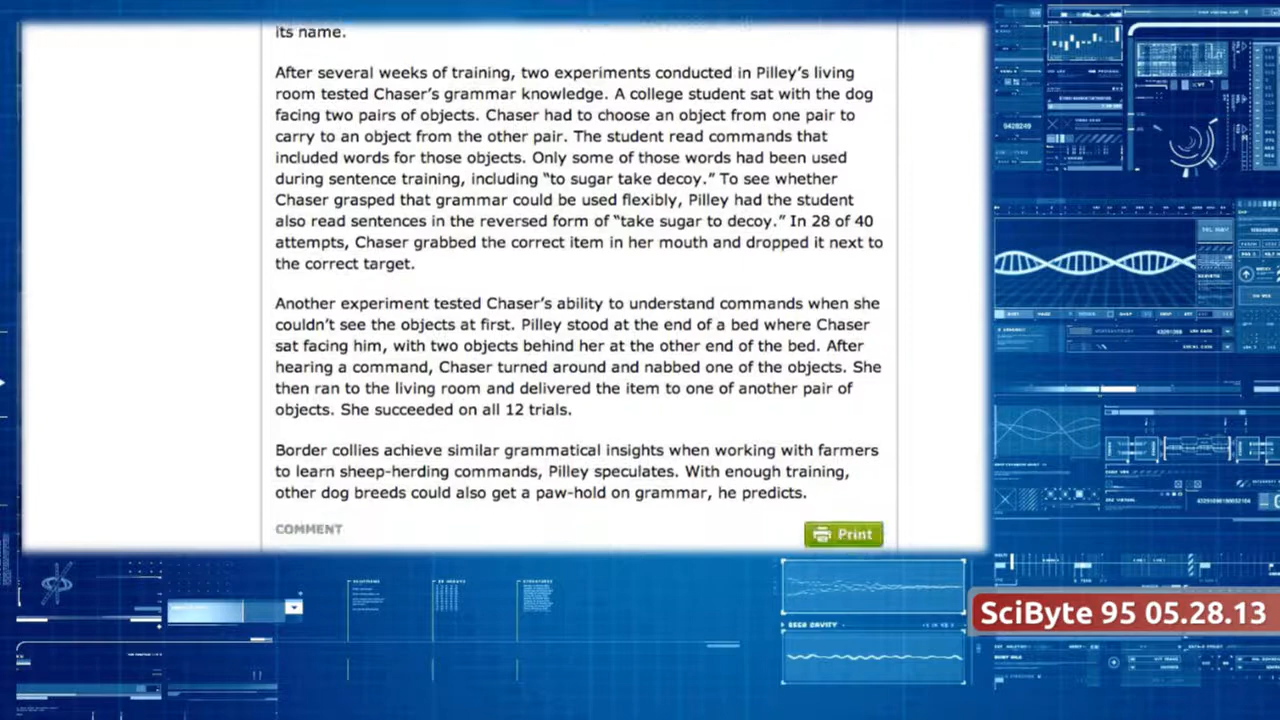 its name.
After several weeks of training, two experiments conducted in Pilley's living
room tested Chaser's grammar knowledge. A college student sat with the dog
facing two pairs of objects. Chaser had to choose an object from one pair to
carry to an object from the other pair. The student read commands that
included words for those objects. Only some of those words had been used
during sentence training, including "to sugar take decoy." To see whether
Chaser grasped that grammar could be used flexibly, Pilley had the student
also read sentences in the reversed form of "take sugar to decoy." In 28 of 40
attempts, Chaser grabbed the correct item in her mouth and dropped it next to
the correct target.
Another experiment tested Chaser's ability to understand commands when she
couldn't see the objects at first. Pilley stood at the end of a bed where Chaser
sat facing him, with two objects behind her at the other end of the bed. After
hearing a command, Chaser turned around and nabbed one of the objects. She
then ran to the living room and delivered the item to one of another pair of
objects. She succeeded on all 12 trials.
Border collies achieve similar grammatical insights when working with farmers
to learn sheep-herding commands, Pilley speculates. With enough training,
other dog breeds could also get a paw-hold on grammar, he predicts.
COMMENT
Print
SciByte 95 05.28.13
9428249